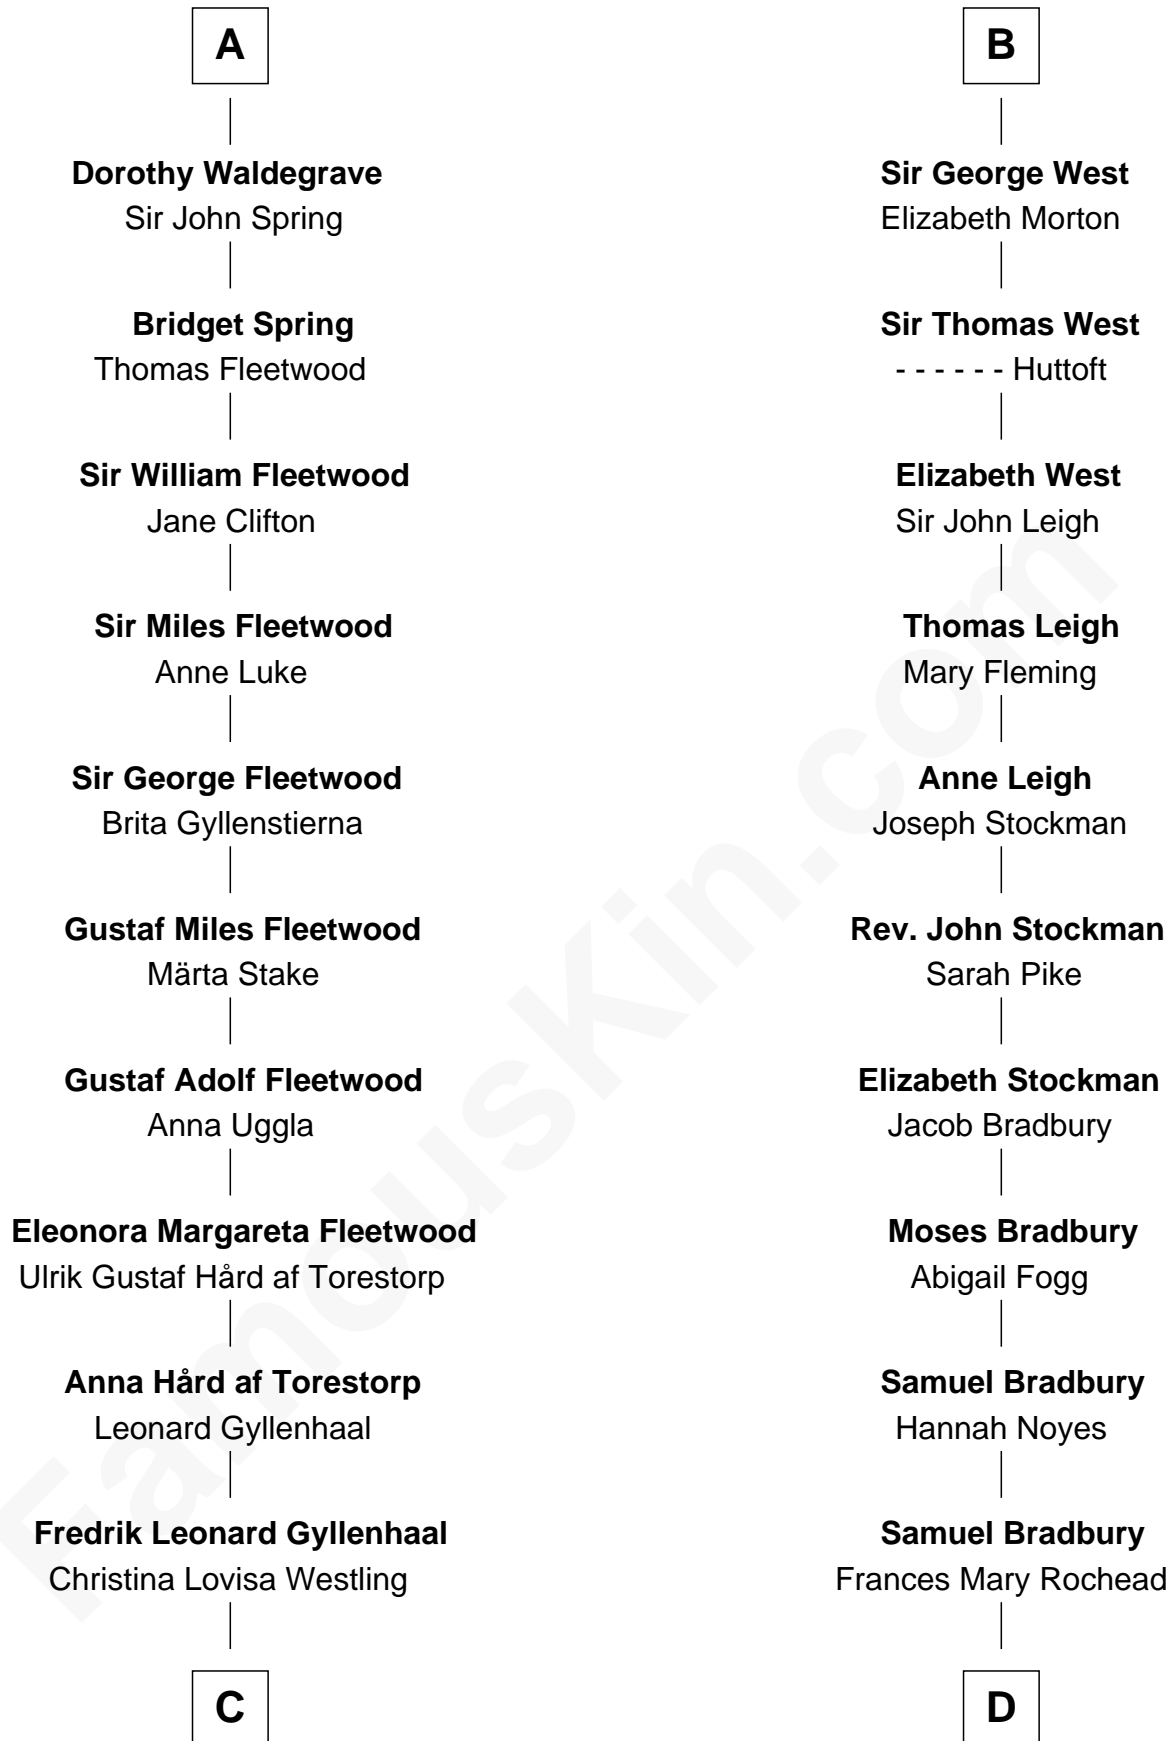 A
Dorothy Waldegrave
Sir John Spring
Bridget Spring
Thomas Fleetwood
Sir William Fleetwood
Jane Clifton
Sir Miles Fleetwood
Anne Luke
Sir George Fleetwood
Brita Gyllenstierna
Gustaf Miles Fleetwood
Märta Stake
Gustaf Adolf Fleetwood
Anna Uggla
Eleonora Margareta Fleetwood
Ulrik Gustaf Hård af Torestorp
Anna Hård af Torestorp
Leonard Gyllenhaal
Fredrik Leonard Gyllenhaal
Christina Lovisa Westling
C
B
Sir George West
Elizabeth Morton
Sir Thomas West
- - - - - - Huttoft
Elizabeth West
Sir John Leigh
Thomas Leigh
Mary Fleming
Anne Leigh
Joseph Stockman
Rev. John Stockman
Sarah Pike
Elizabeth Stockman
Jacob Bradbury
Moses Bradbury
Abigail Fogg
Samuel Bradbury
Hannah Noyes
Samuel Bradbury
Frances Mary Rochead
D
FamousKin.com